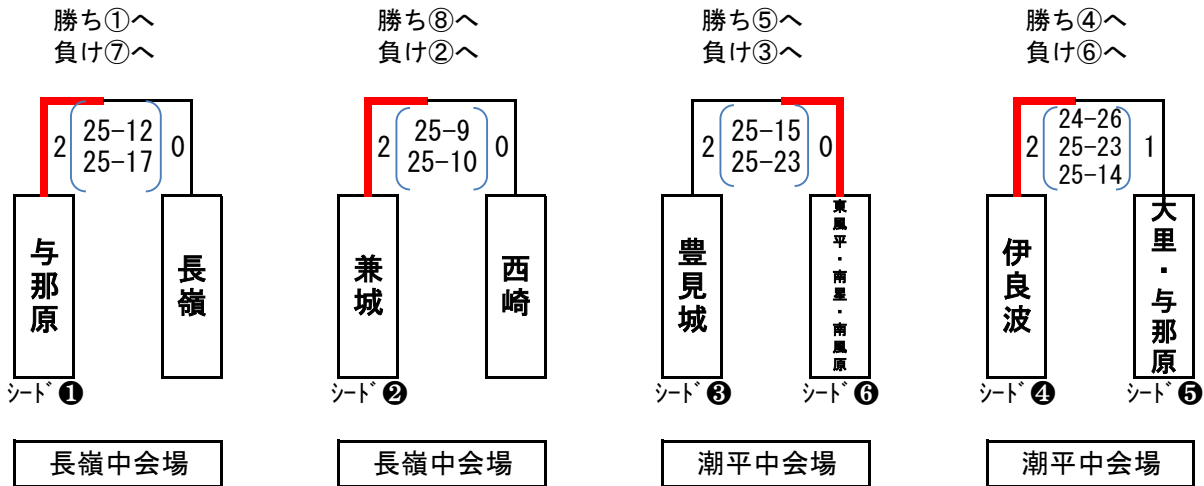 勝ち①へ
負け⑦へ
勝ち⑧へ
負け②へ
勝ち⑤へ
負け③へ
勝ち④へ
負け⑥へ
2
25-12
25-17
0
2
25-9
25-10
0
2
25-15
25-23
0
2
24-26
25-23
25-14
1
与那原
長嶺
兼城
西崎
豊見城
東風平・南星・南風原
伊良波
大里・与那原
ｼｰﾄﾞ❶
ｼｰﾄﾞ❷
ｼｰﾄﾞ❸
ｼｰﾄﾞ❻
ｼｰﾄﾞ❹
ｼｰﾄﾞ❺
長嶺中会場
長嶺中会場
潮平中会場
潮平中会場